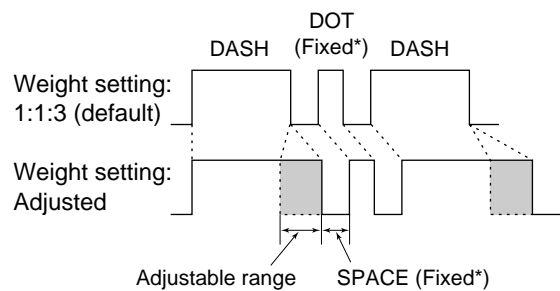 DOT
(Fixed*)
DASH
DASH
Weight setting:
1:1:3 (default)
Weight setting:
Adjusted
Adjustable range
SPACE (Fixed*)